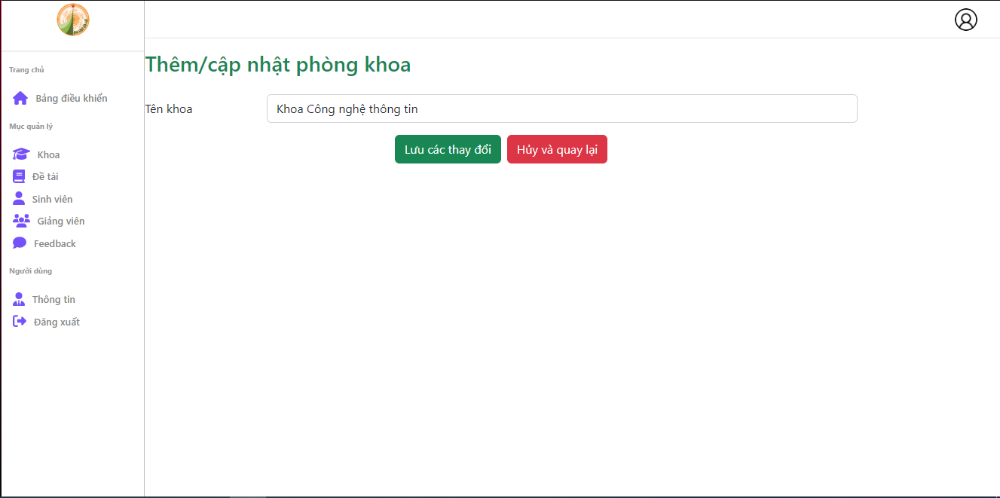 Trang chủ
Bảng điều khiển
Mục quản lý
Khoa
Đề tài
Sinh viên
Giảng viên
Feedback
Người dùng
Thông tin
Đăng xuất
Thêm/cập nhật phòng khoa
Tên khoa
Khoa Công nghệ thông tin
Lưu các thay đổi
Hủy và quay lại